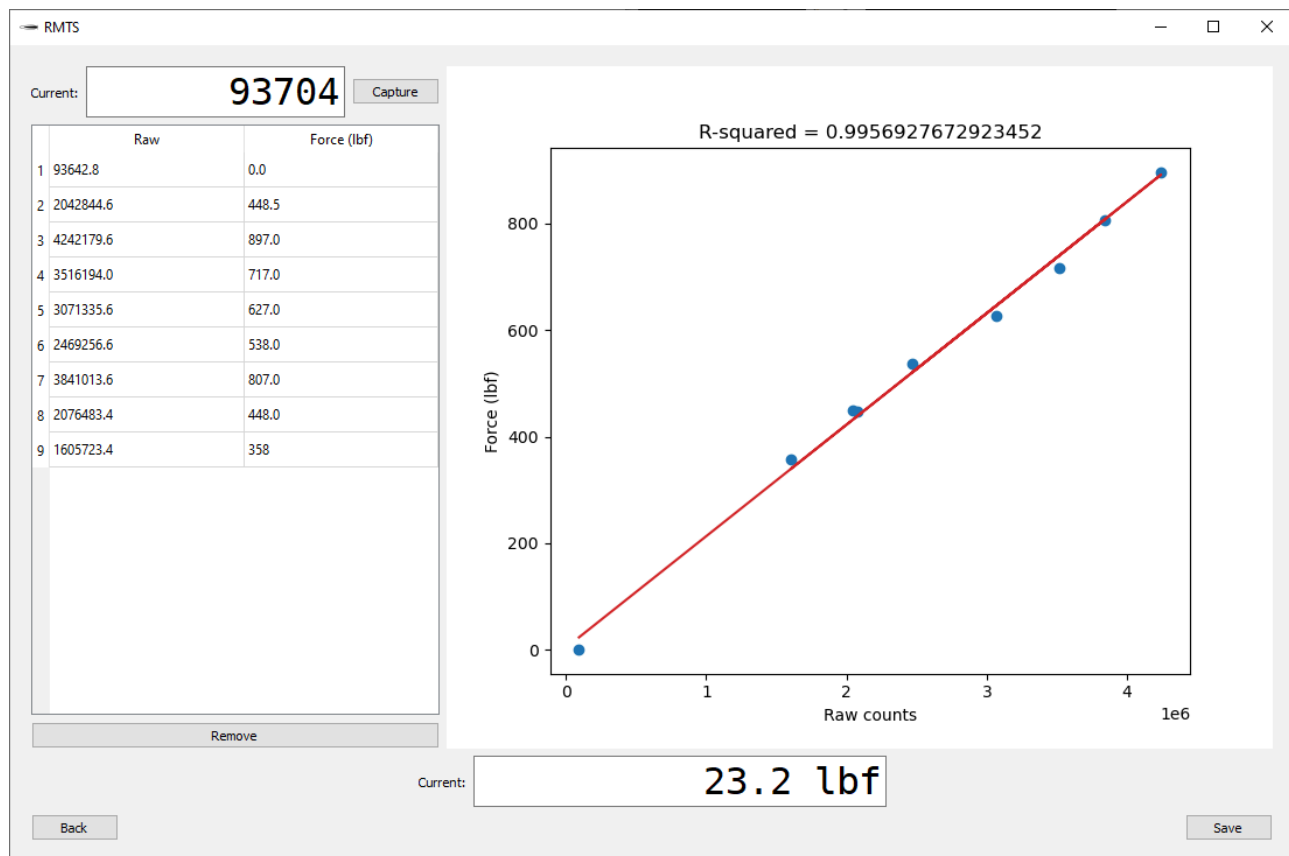 RMTS
Current: 93704 Capture
Raw Force (lbf)
1 93642.8 0.0
2 2042844.6 448.5
3 4242179.6 897.0
4 3516194.0 717.0
5 3071335.6 627.0
6 2469256.6 538.0
7 3841013.6 807.0
8 2076483.4 448.0
9 1605723.4 358
Remove
R-squared = 0.9956927672923452
Force (lbf)
800
600
400
200
0
0 1 2 3 4
1e6
Raw counts
Current: 23.2 lbf
Back Save